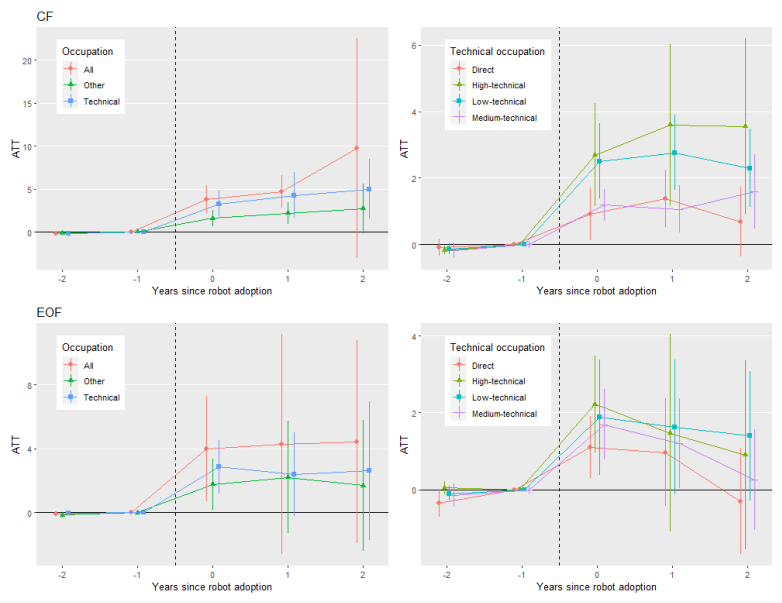 CF
Occupation
All
Other
Technical
20
15
10
5
0
ATT
-2 -1 0 1 2
Years since robot adoption
Technical occupation
Direct
High-technical
Low-technical
Medium-technical
6
4
2
0
ATT
-2 -1 0 1 2
Years since robot adoption
EOF
Occupation
All
Other
Technical
8
4
0
ATT
-2 -1 0 1 2
Years since robot adoption
Technical occupation
Direct
High-technical
Low-technical
Medium-technical
4
2
0
ATT
-2 -1 0 1 2
Years since robot adoption